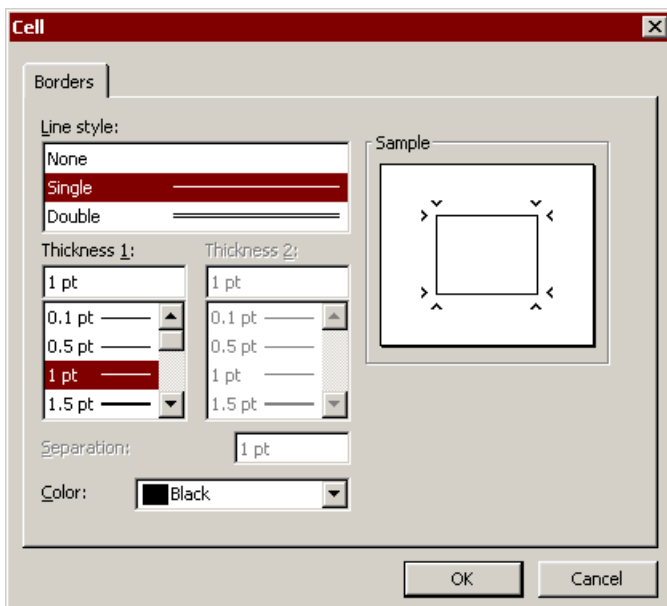 Cell
Borders
Line style:
None
Single
Double
Thickness 1:
1 pt
0.1 pt
0.5 pt
1 pt
1.5 pt
Thickness 2:
1 pt
0.1 pt
0.5 pt
1 pt
1.5 pt
Separation:
1 pt
Color:
Black
Sample
OK
Cancel